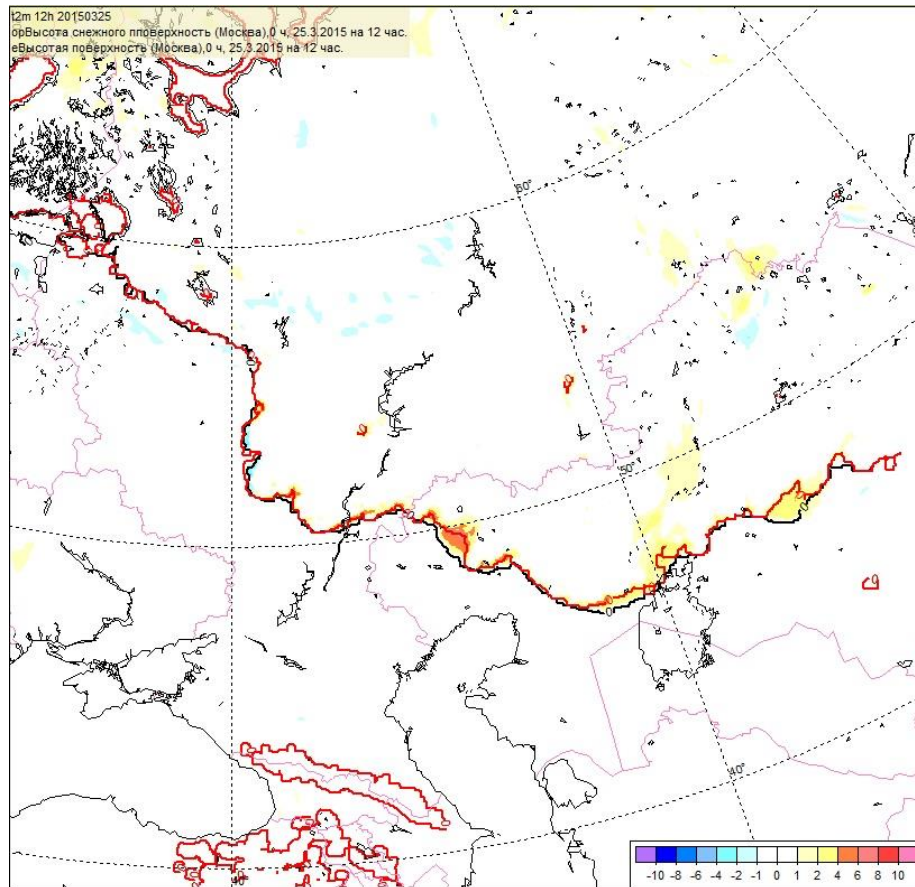 t2m 12h 20150325
орВысота снежного пповерхность (Москва),0 ч, 25.3.2015 на 12 час.
еВысотая поверхность (Москва),0 ч, 25.3.2015 на 12 час.
60°
50°
40°
40
-10 -8 -6 -4 -2 -1 0 1 2 4 6 8 10